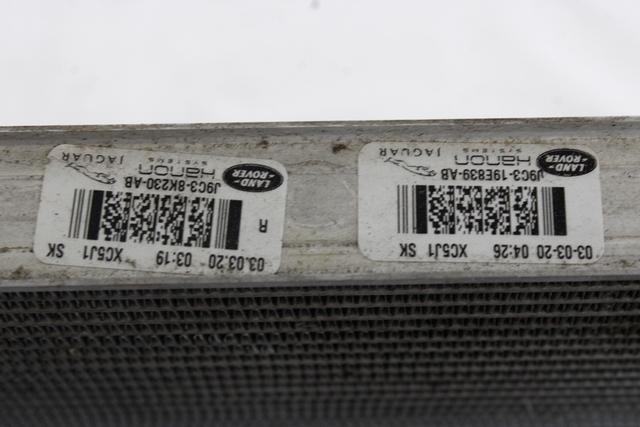 LAND-
ROVER
Hanon
SYSTEMS
JAGUAR
J9C3-19E839-AB
03-03-20 04:26 XC5J1 SK
LAND-
ROVER
Hanon
SYSTEMS
JAGUAR
J9C3-8K230-AB
R
03.03.20 03:19 XC5J1 SK